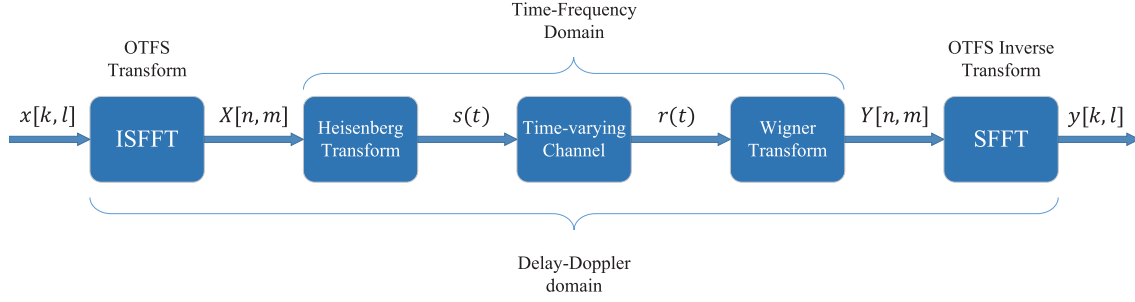 Time-Frequency
Domain
OTFS
Transform
OTFS Inverse
Transform
x[k, l]
ISFFT
X[n, m]
Heisenberg
Transform
s(t)
Time-varying
Channel
r(t)
Wigner
Transform
Y[n, m]
SFFT
y[k, l]
Delay-Doppler
domain